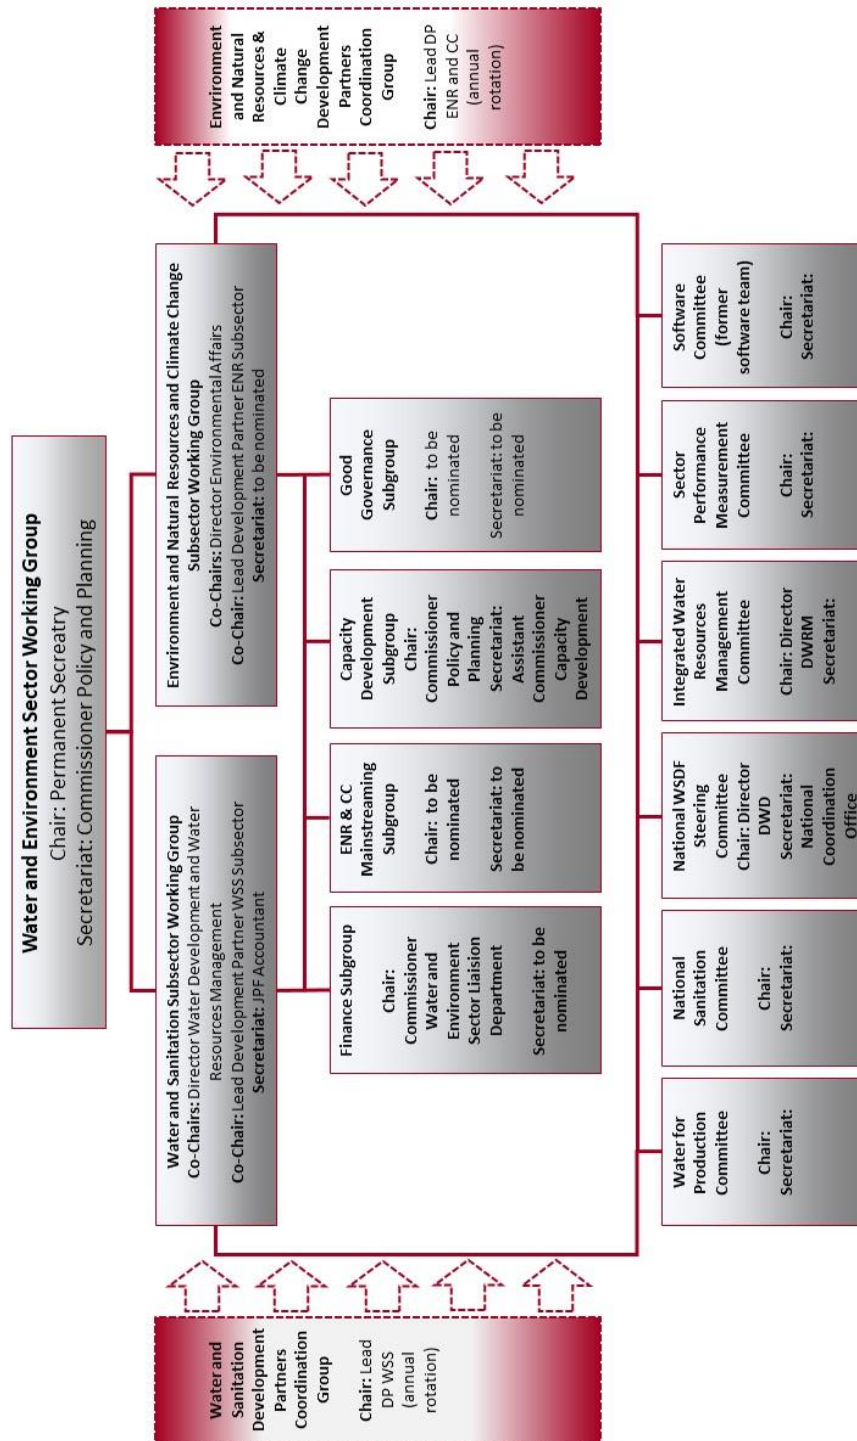 Water and Environment Sector Working Group
Chair: Permanent Secreatry
Secretariat: Commissioner Policy and Planning
Water and Sanitation Subsector Working Group
Co-Chairs: Director Water Development and Water
Resources Management
Co-Chair: Lead Development Partner WSS Subsector
Secretariat: JPF Accountant
Environment and Natural Resources and Climate Change
Subsector Working Group
Co-Chairs: Director Environmental Affairs
Co-Chair: Lead Development Partner ENR Subsector
Secretariat: to be nominated
Water and
Sanitation
Development
Partners
Coordination
Group
Chair: Lead
DP WSS
(annual
rotation)
Finance Subgroup
Chair:
Commissioner
Water and
Environment
Sector Liaision
Department
Secretariat: to be
nominated
ENR & CC
Mainstreaming
Subgroup
Chair: to be
nominated
Secretariat: to
be nominated
Capacity
Development
Subgroup
Chair:
Commissioner
Policy and
Planning
Secretariat:
Assistant
Commissioner
Capacity
Development
Good
Governance
Subgroup
Chair: to be
nominated
Secretariat: to be
nominated
Environment
and Natural
Resources &
Climate
Change
Development
Partners
Coordination
Group
Chair: Lead DP
ENR and CC
(annual
rotation)
Water for
Production
Committee
Chair:
Secretariat:
National
Sanitation
Committee
Chair:
Secretariat:
National WSDF
Steering
Committee
Chair: Director
DWD
Secretariat:
National
Coordination
Office
Integrated Water
Resources
Management
Committee
Chair: Director
DWRM
Secretariat:
Sector
Performance
Measurement
Committee
Chair:
Secretariat:
Software
Committee
(former
software team)
Chair:
Secretariat: